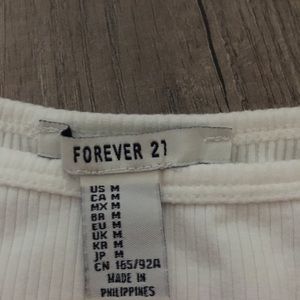 FOREVER 21
US M
CA M
MX M
BR M
EU M
UK M
KR M
JP M
CN 165/92A
MADE IN
PHILIPPINES